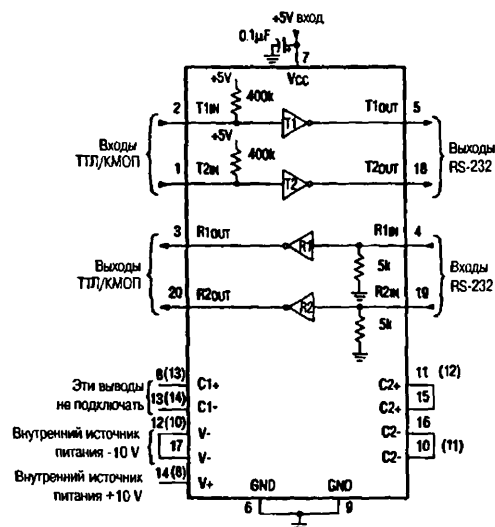 +5V вход
0.1µF
7
VCC
+5V
400k
2
T1IN
T1
T1OUT
5
Входы
ТТЛ/КМОП
+5V
400k
1
T2IN
T2
T2OUT
18
Выходы
RS-232
3
R1OUT
R1
R1IN
4
5k
Выходы
ТТЛ/КМОП
20
R2OUT
R2
R2IN
19
5k
Входы
RS-232
Эти выводы
не подключать
8(13)
C1+
13(14)
C1-
C2+
11 (12)
C2+
15
Внутренний источник
питания -10 V
12(10)
V-
17
V-
C2-
16
C2-
10 (11)
Внутренний источник
питания +10 V
14(8)
V+
GND
6
GND
9